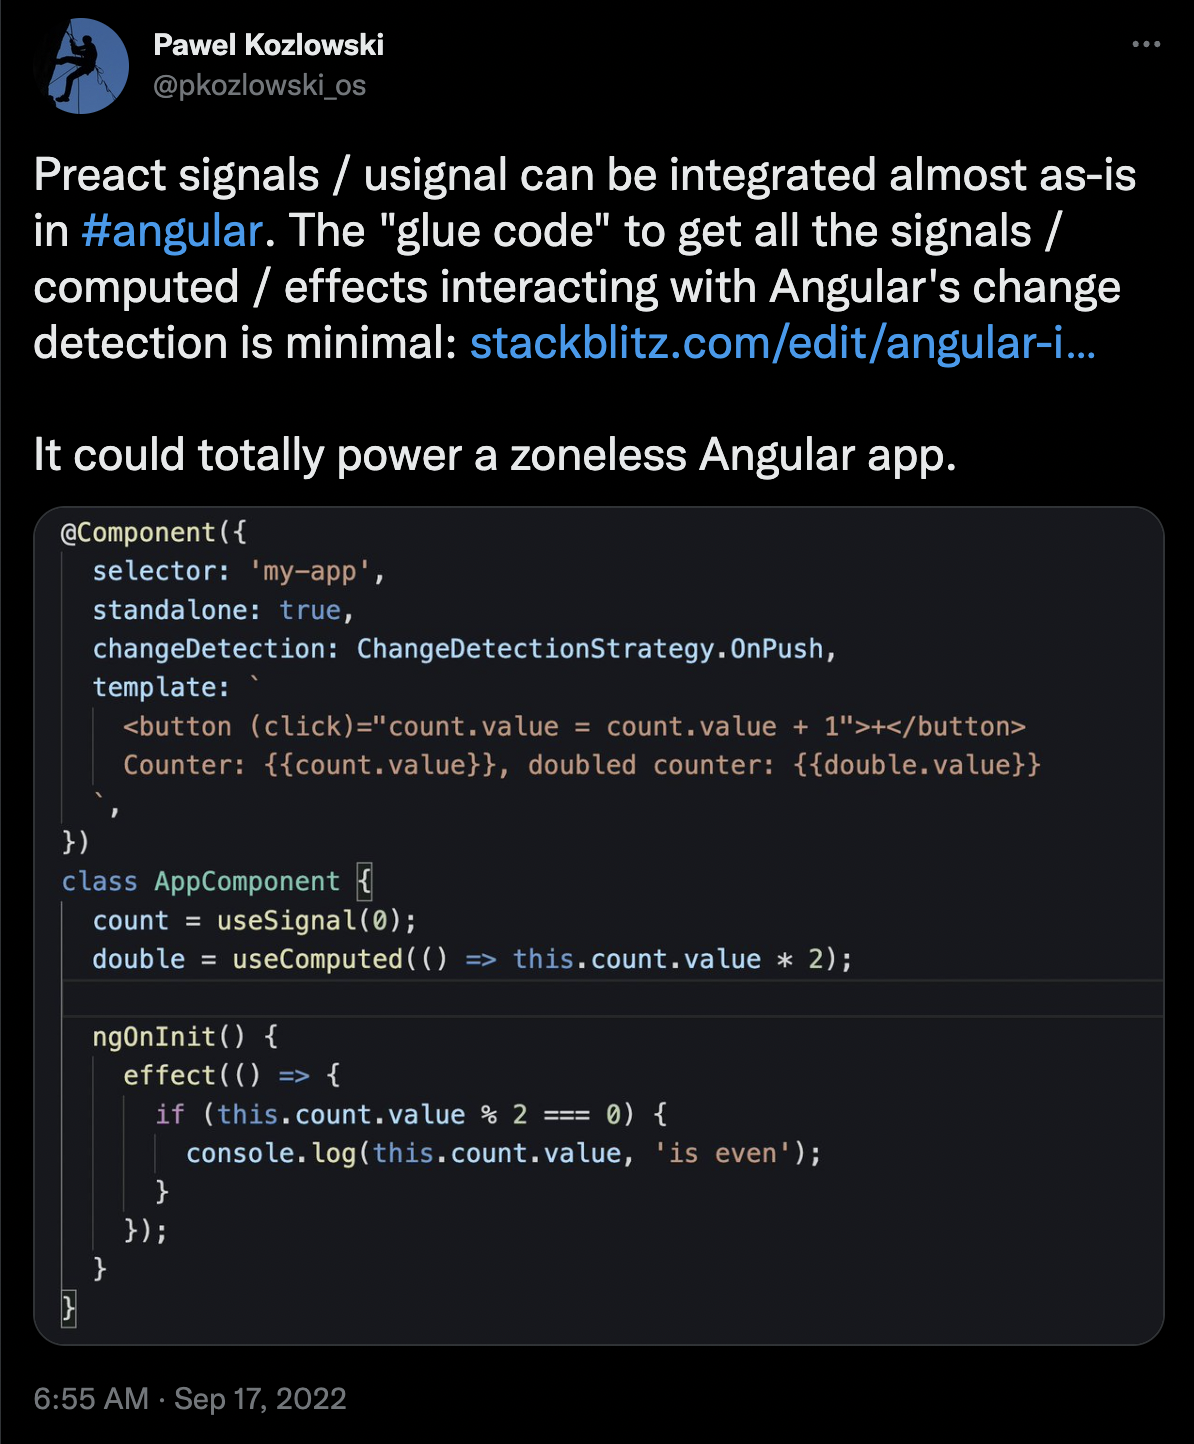 Pawel Kozlowski
@pkozlowski_os
Preact signals / usignal can be integrated almost as-is
in #angular. The "glue code" to get all the signals /
computed / effects interacting with Angular's change
detection is minimal: stackblitz.com/edit/angular-i...
It could totally power a zoneless Angular app.
@Component({
  selector: 'my-app',
  standalone: true,
  changeDetection: ChangeDetectionStrategy.OnPush,
  template: `
    <button (click)="count.value = count.value + 1">+</button>
    Counter: {{count.value}}, doubled counter: {{double.value}}
  `,
})
class AppComponent {
  count = useSignal(0);
  double = useComputed(() => this.count.value * 2);
  ngOnInit() {
    effect(() => {
      if (this.count.value % 2 === 0) {
        console.log(this.count.value, 'is even');
      }
    });
  }
}
6:55 AM · Sep 17, 2022